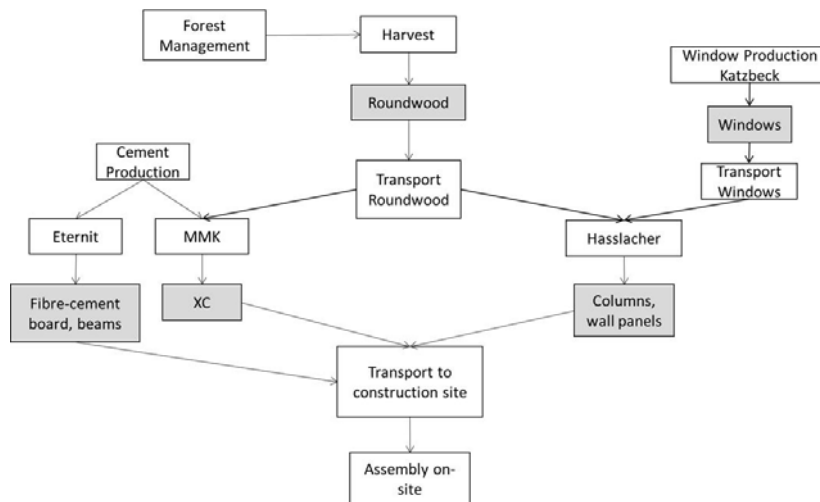 Forest
Management
Harvest
Window Production
Katzbeck
Roundwood
Windows
Cement
Production
Transport
Roundwood
Transport
Windows
Eternit
MMK
Hasslacher
Fibre-cement
board, beams
XC
Columns,
wall panels
Transport to
construction site
Assembly on-
site